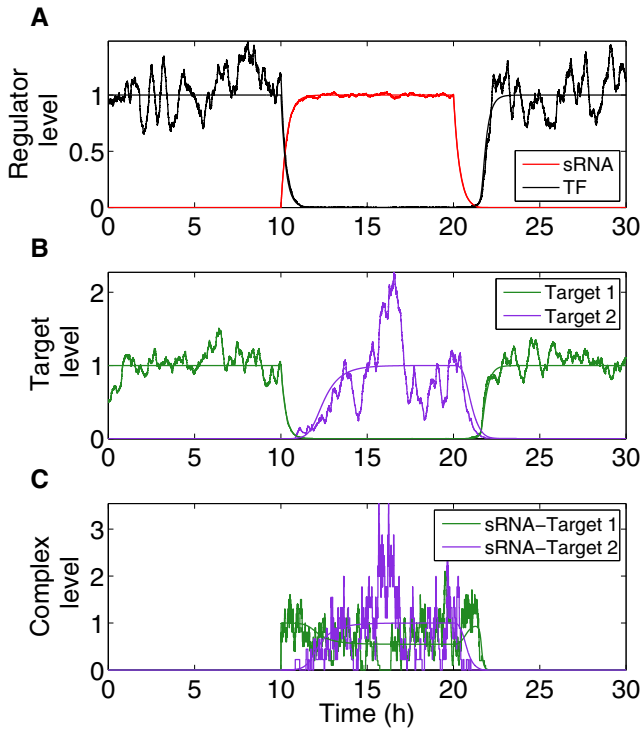 A
Regulator
level
1
0.5
0
0 5 10 15 20 25 30
sRNA
TF
B
Target
level
2
1
0
0 5 10 15 20 25 30
Target 1
Target 2
C
Complex
level
3
2
1
0
0 5 10 15 20 25 30
sRNA−Target 1
sRNA−Target 2
Time (h)